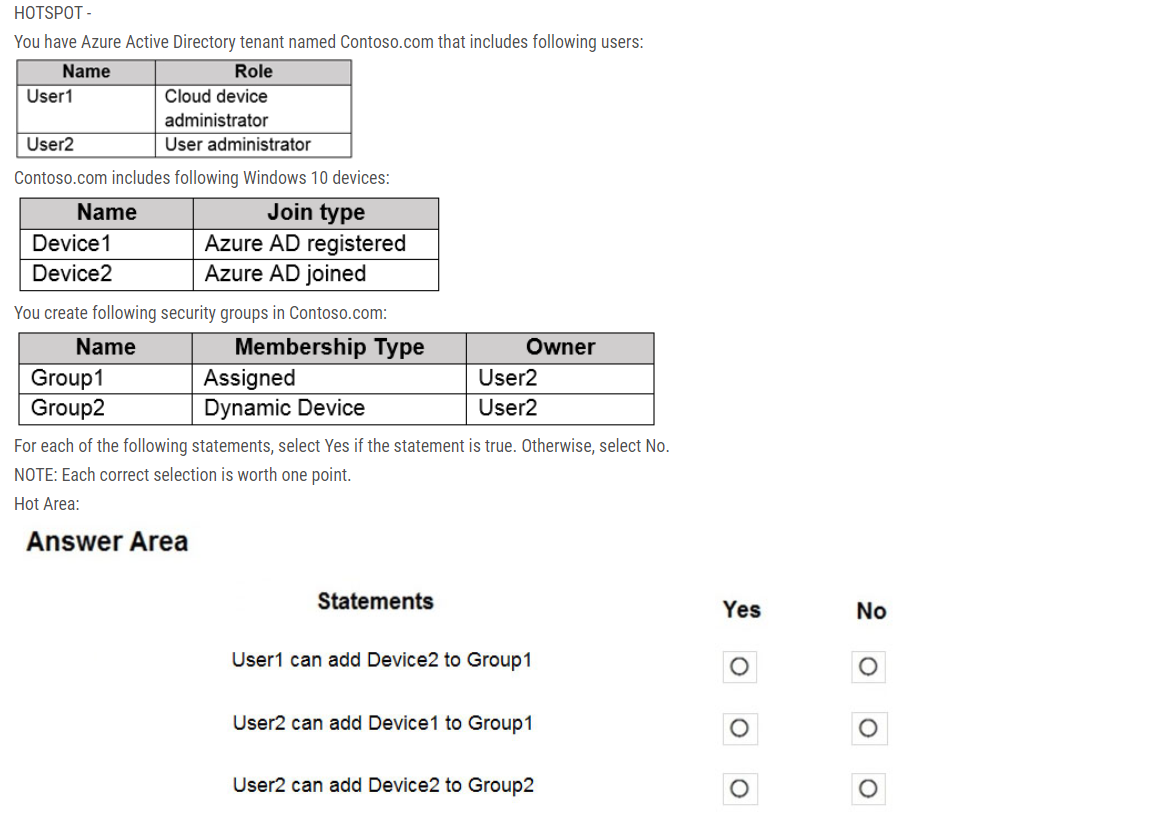 HOTSPOT -
You have Azure Active Directory tenant named Contoso.com that includes following users:
Name Role
User1 Cloud device
administrator
User2 User administrator
Contoso.com includes following Windows 10 devices:
Name Join type
Device1 Azure AD registered
Device2 Azure AD joined
You create following security groups in Contoso.com:
Name Membership Type Owner
Group1 Assigned User2
Group2 Dynamic Device User2
For each of the following statements, select Yes if the statement is true. Otherwise, select No.
NOTE: Each correct selection is worth one point.
Hot Area:
Answer Area
Statements Yes No
User1 can add Device2 to Group1
User2 can add Device1 to Group1
User2 can add Device2 to Group2